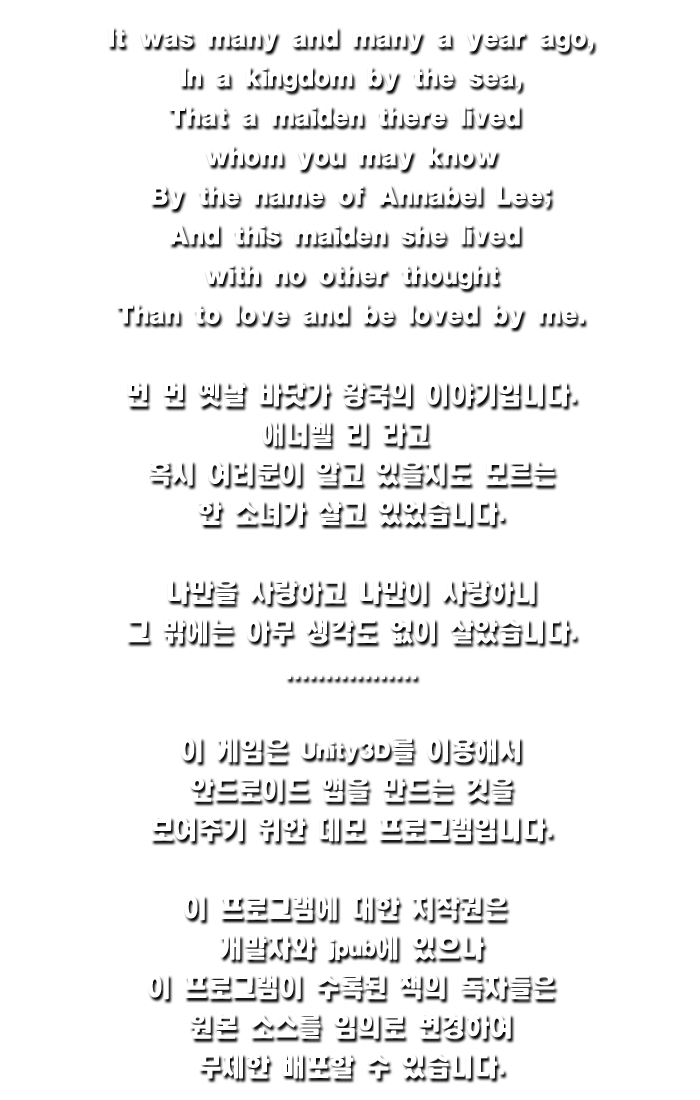 It was many and many a year ago,
In a kingdom by the sea,
That a maiden there lived
whom you may know
By the name of Annabel Lee;
And this maiden she lived
with no other thought
Than to love and be loved by me.
먼 먼 옛날 바닷가 왕국의 이야기입니다.
애너벨 리 라고
혹시 여러분이 알고 있을지도 모르는
한 소녀가 살고 있었습니다.
나만을 사랑하고 나만이 사랑하니
그 밖에는 아무 생각도 없이 살았습니다.
.................
이 게임은 Unity3D를 이용해서
안드로이드 앱을 만드는 것을
보여주기 위한 데모 프로그램입니다.
이 프로그램에 대한 저작권은
개발자와 jpub에 있으나
이 프로그램이 수록된 책의 독자들은
원본 소스를 임의로 변경하여
무제한 배포할 수 있습니다.